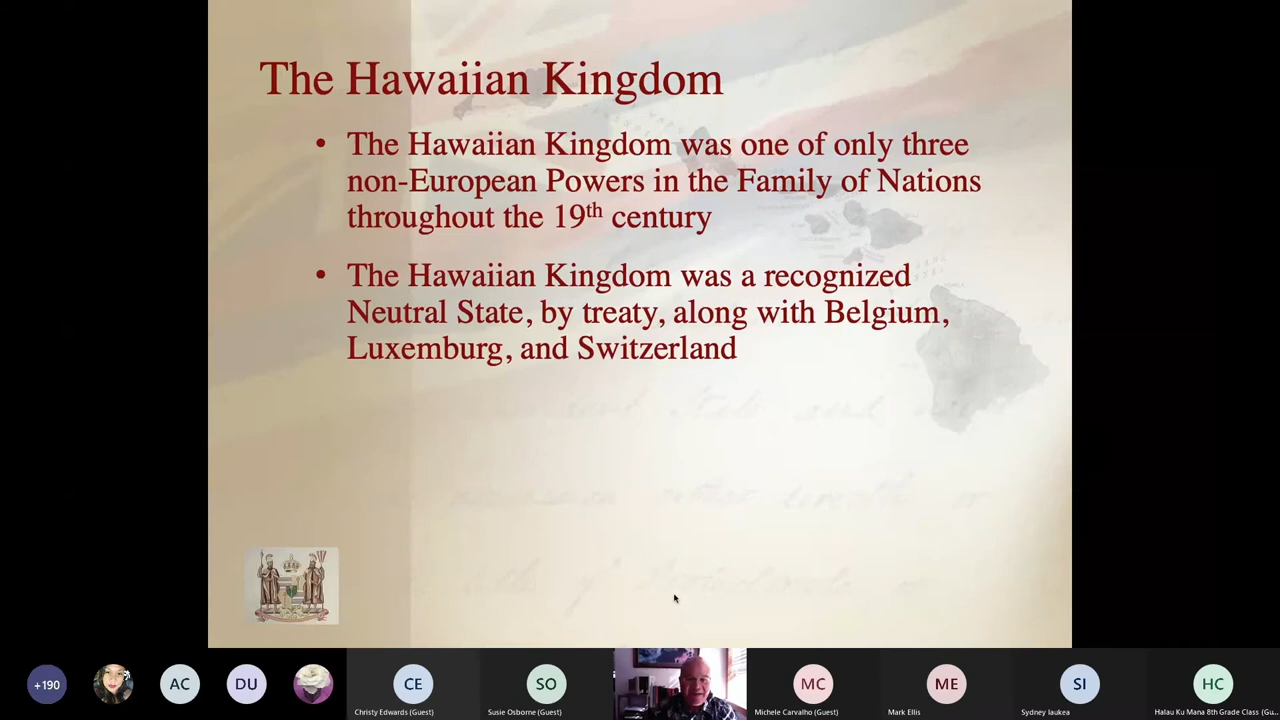 The Hawaiian Kingdom
• The Hawaiian Kingdom was one of only three
non-European Powers in the Family of Nations
throughout the 19th century
• The Hawaiian Kingdom was a recognized
Neutral State, by treaty, along with Belgium,
Luxemburg, and Switzerland
+190
AC
DU
CE
SO
MC
ME
SI
HC
Christy Edwards (Guest)
Susie Osborne (Guest)
Michele Carvalho (Guest)
Mark Ellis
Sydney Iaukea
Halau Ku Mana 8th Grade Class (Gu...